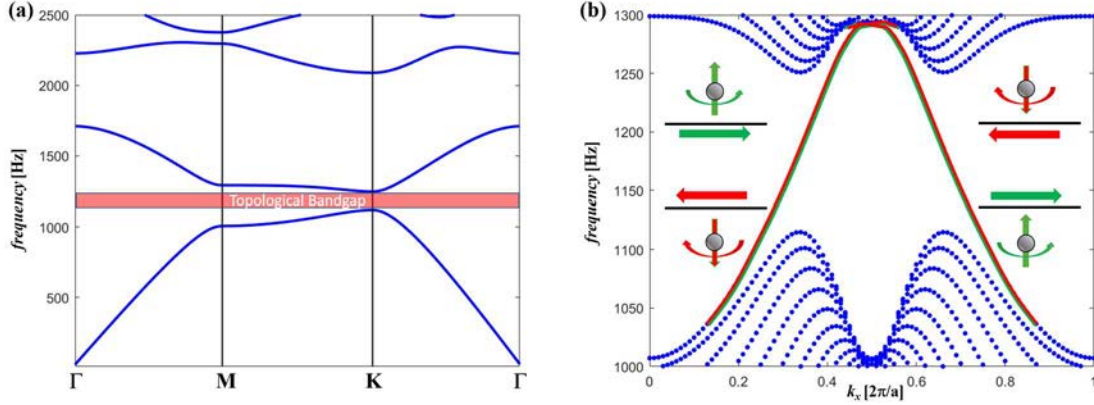 (a)
2500
2000
1500
1000
500
frequency [Hz]
Topological Bandgap
Γ
M
K
Γ
(b)
1300
1250
1200
1150
1100
1050
1000
frequency [Hz]
0
0.2
0.4
0.6
0.8
1
kx [2π/a]